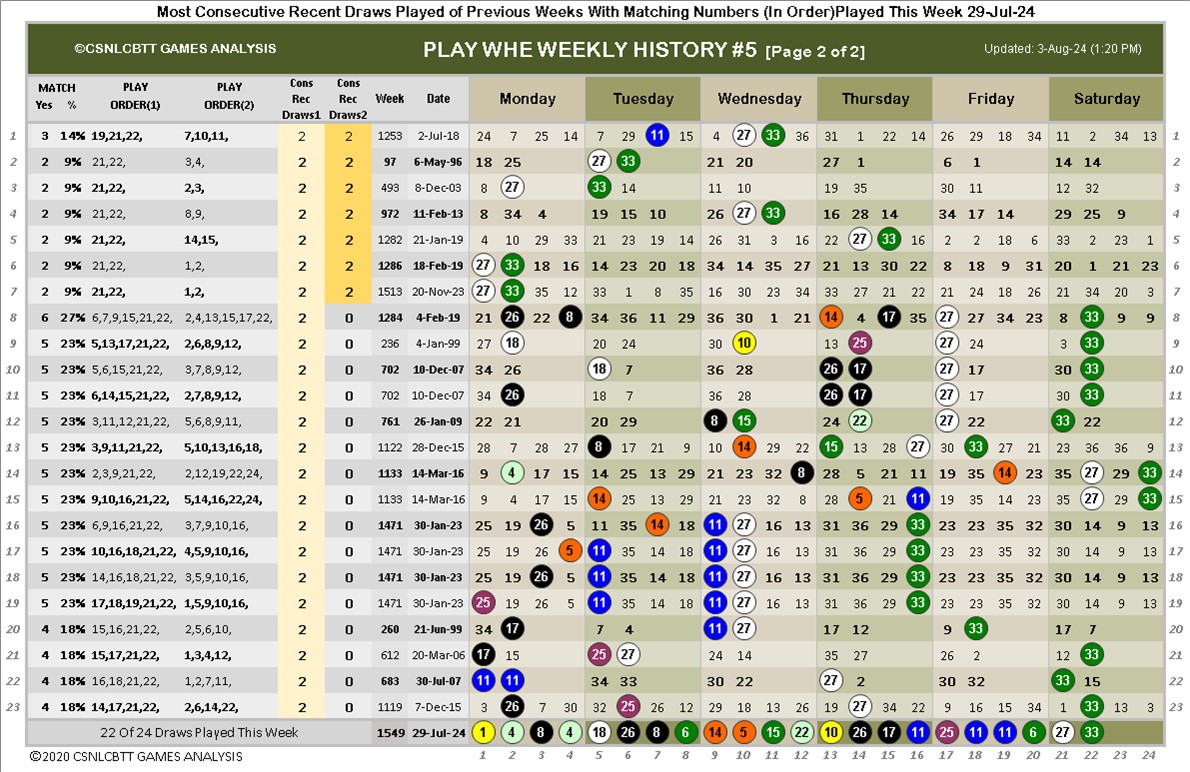 Most Consecutive Recent Draws Played of Previous Weeks With Matching Numbers (In Order)Played This Week 29-Jul-24
©CSNLCBTT GAMES ANALYSIS PLAY WHE WEEKLY HISTORY #5 [Page 2 of 2] Updated: 3-Aug-24 (1:20 PM)
MATCH Yes % PLAY ORDER(1) PLAY ORDER(2) Cons Rec Draws1 Cons Rec Draws2 Week Date Monday Tuesday Wednesday Thursday Friday Saturday
1 3 14% 19,21,22, 7,10,11, 2 2 1253 2-Jul-18 24 7 25 14 7 29 11 15 4 27 33 36 31 1 22 14 26 29 18 34 11 34 13 1
2 2 9% 21,22, 3,4, 2 2 97 6-May-96 18 25 27 33 21 20 27 1 6 1 14 14 2
3 2 9% 21,22, 2,3, 2 2 493 8-Dec-03 8 27 33 14 11 10 19 35 30 11 12 32 3
4 2 9% 21,22, 8,9, 2 2 972 11-Feb-13 8 34 4 19 15 10 26 27 33 16 28 14 34 17 14 29 25 9 4
5 2 9% 21,22, 14,15, 2 2 1282 21-Jan-19 4 10 29 33 21 23 19 14 26 31 3 16 22 27 33 16 2 2 18 6 33 2 23 1 5
6 2 9% 21,22, 1,2, 2 2 1286 18-Feb-19 27 33 18 16 14 23 20 18 34 14 35 27 21 13 30 22 8 18 9 31 20 1 21 23 6
7 2 9% 21,22, 1,2, 2 2 1513 20-Nov-23 27 33 35 12 33 1 8 35 16 30 23 34 33 27 21 22 21 24 18 26 21 34 20 3 7
8 6 27% 6,7,15,19,21,22, 2,4,13,15,17,22, 2 0 1284 4-Feb-19 21 26 22 8 34 36 11 29 36 30 1 21 14 4 17 35 27 27 34 23 8 33 9 9 8
9 5 23% 5,13,17,21,22, 2,6,8,9,12, 2 0 236 4-Jan-99 27 18 20 24 30 10 13 25 27 24 3 33 9
10 5 23% 5,6,15,21,22, 3,7,8,9,12, 2 0 702 10-Dec-07 34 26 18 7 36 28 26 17 27 17 30 33 10
11 5 23% 6,14,15,21,22, 2,7,8,9,12, 2 0 702 10-Dec-07 34 26 18 7 36 28 26 17 27 17 30 33 11
12 5 23% 3,11,12,21,22, 5,6,8,9,11, 2 0 761 26-Jan-09 22 21 20 29 8 15 24 22 27 22 33 22 12
13 5 23% 3,9,11,21,22, 5,10,13,16,18, 2 0 1122 28-Dec-15 28 7 28 27 8 17 21 9 10 14 29 22 15 13 28 27 30 33 27 21 23 36 36 9 13
14 5 23% 2,3,9,21,22, 2,12,19,22,24, 2 0 1133 14-Mar-16 9 4 17 15 14 25 13 29 21 23 32 8 28 5 21 11 19 35 14 23 35 27 29 33 14
15 5 23% 9,10,16,21,22, 5,14,16,22,24, 2 0 1133 14-Mar-16 9 4 17 15 14 25 13 29 21 23 32 8 28 5 21 11 19 35 14 23 35 27 29 33 15
16 5 23% 6,9,16,21,22, 3,7,9,10,16, 2 0 1471 30-Jan-23 25 19 26 5 11 35 14 18 11 27 16 13 31 36 29 33 23 23 35 32 30 14 9 13 16
17 5 23% 10,16,18,21,22, 4,5,9,10,16, 2 0 1471 30-Jan-23 25 19 26 5 11 35 14 18 11 27 16 13 31 36 29 33 23 23 35 32 30 14 9 13 17
18 5 23% 14,16,18,21,22, 3,5,9,10,16, 2 0 1471 30-Jan-23 25 19 26 5 11 35 14 18 11 27 16 13 31 36 29 33 23 23 35 32 30 14 9 13 18
19 5 23% 17,18,19,21,22, 1,5,9,10,16, 2 0 1471 30-Jan-23 25 19 26 5 11 35 14 18 11 27 16 13 31 36 29 33 23 23 35 32 30 14 9 13 19
20 4 18% 15,16,21,22, 2,5,6,10, 2 0 260 21-Jun-99 34 17 7 4 11 27 17 12 9 33 17 7 20
21 4 18% 15,17,21,22, 1,3,4,12, 2 0 612 20-Mar-06 17 15 25 27 24 14 35 27 26 2 12 33 21
22 4 18% 16,18,21,22, 1,2,7,11, 2 0 683 30-Jul-07 11 11 34 33 30 22 27 2 30 32 33 15 22
23 4 18% 14,17,21,22, 2,6,14,22, 2 0 1119 7-Dec-15 3 26 7 30 32 25 26 12 29 18 13 26 19 27 34 22 9 16 15 34 1 33 13 3 23
22 Of 24 Draws Played This Week 1549 29-Jul-24 1 4 8 4 18 26 8 6 14 5 15 22 10 26 17 11 25 11 11 6 27 33
©2020 CSNLCBTT GAMES ANALYSIS 1 2 3 4 5 6 7 8 9 10 11 12 13 14 15 16 17 18 19 20 21 22 23 24